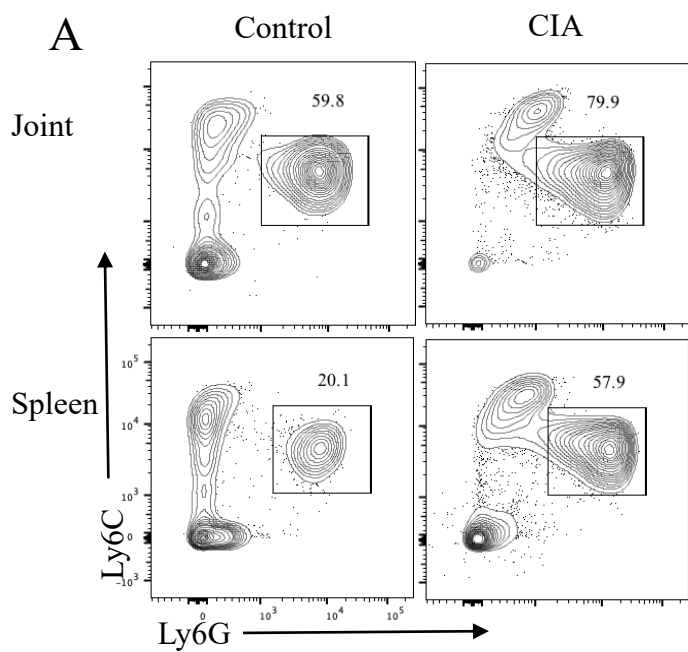 A
Control
CIA
Joint
59.8
79.9
Spleen
20.1
57.9
10⁵
10⁴
10³
0
-10³
Ly6C
0
10³
10⁴
10⁵
Ly6G